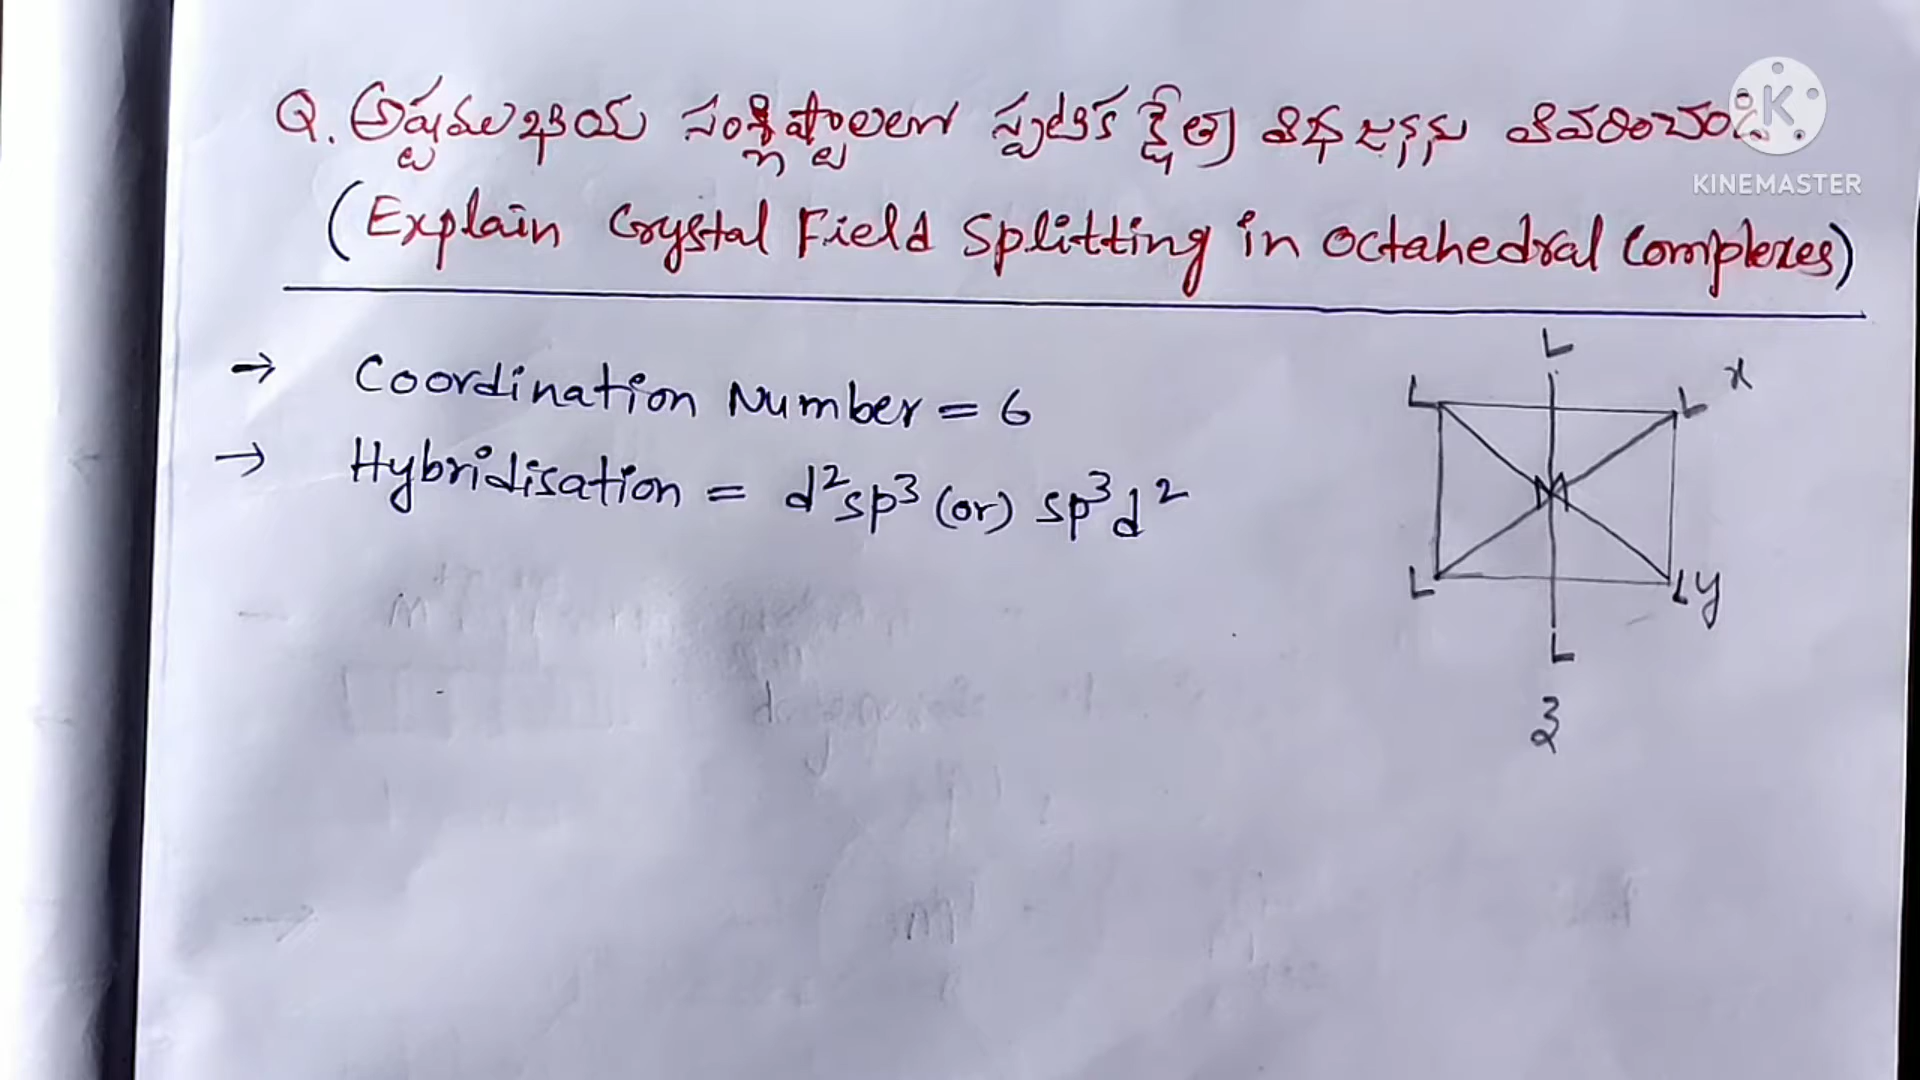 Q. అష్టముఖీయ సంశ్లిష్టాలలో స్ఫటిక క్షేత్ర విభజనను వివరించండి
K
KINEMASTER
(Explain Crystal Field Splitting in octahedral Complexes)
→ Coordination Number = 6
→ Hybridisation = d²sp³ (or) sp³d²
L
L L x
M
L L y
L
z